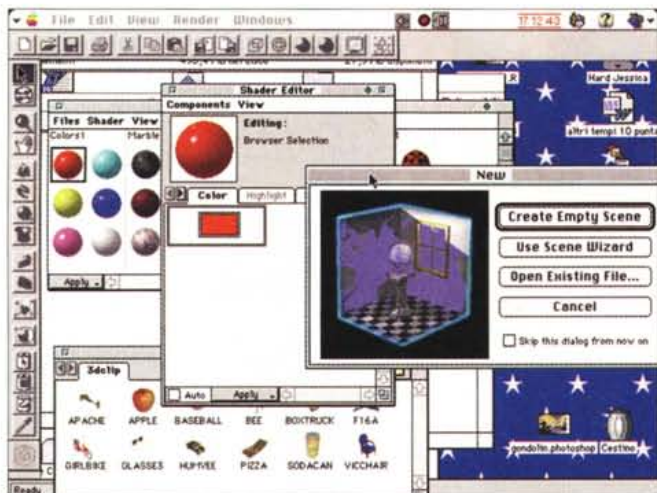 File Edit View Render Windows
17:12:43
Hard Jessica
altri tempi 10 punta
Shader Editor
Components View
Files Shader View
Colors1 Marble
Editing:
Browser Selection
Color Highlight
Apply
New
Create Empty Scene
Use Scene Wizard
Open Existing File...
Cancel
Skip this dialog from now on
3dclip
Auto Apply
APACHE APPLE BASEBALL BEE BOXTRUCK F16A
GIRLBIKE GLASSES HUMVEE PIZZA SODACAN VICCHAIR
gondolin.photoshop Cestino
Ready